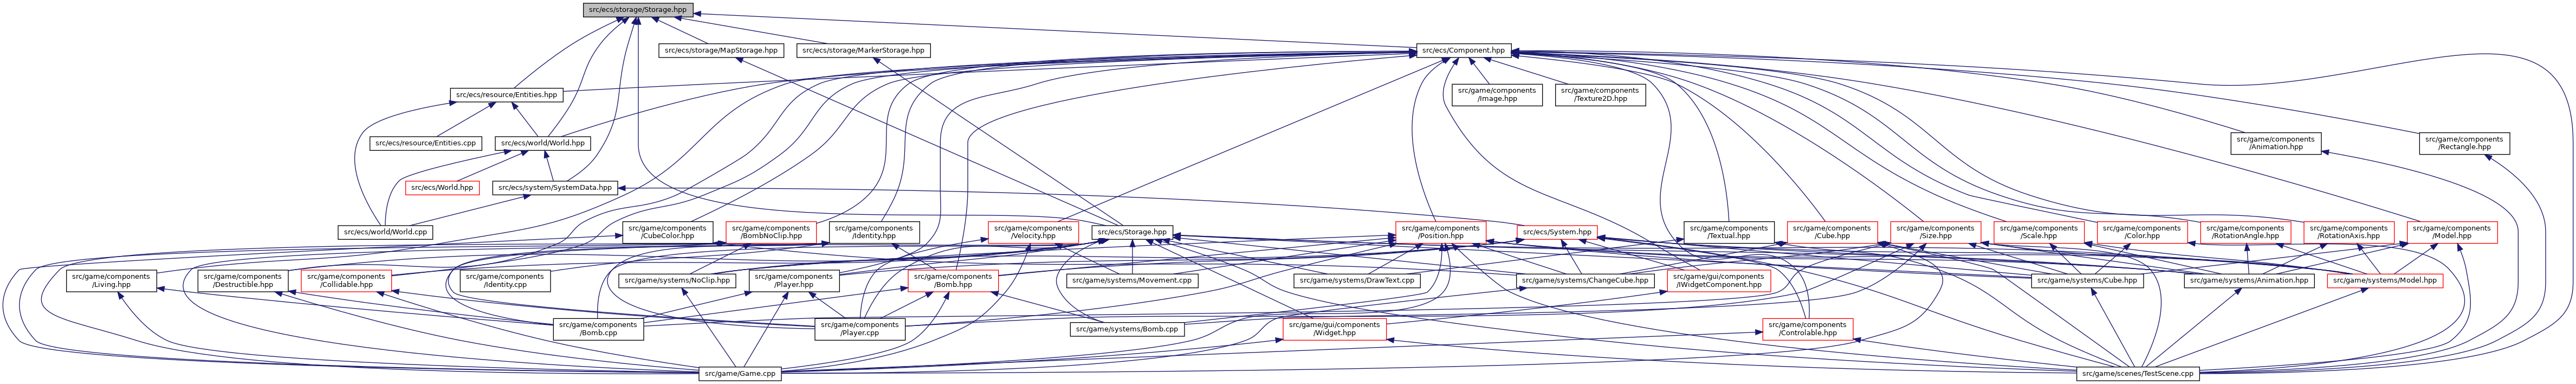 src/ecs/storage/Storage.hpp
src/ecs/storage/MapStorage.hpp
src/ecs/storage/MarkerStorage.hpp
src/ecs/Component.hpp
src/ecs/resource/Entities.hpp
src/game/components
/Image.hpp
src/game/components
/Texture2D.hpp
src/ecs/resource/Entities.cpp
src/ecs/world/World.hpp
src/game/components
/Animation.hpp
src/game/components
/Rectangle.hpp
src/ecs/World.hpp
src/ecs/system/SystemData.hpp
src/ecs/world/World.cpp
src/game/components
/CubeColor.hpp
src/game/components
/BombNoClip.hpp
src/game/components
/Identity.hpp
src/game/components
/Velocity.hpp
src/ecs/Storage.hpp
src/game/components
/Position.hpp
src/ecs/System.hpp
src/game/components
/Textual.hpp
src/game/components
/Cube.hpp
src/game/components
/Size.hpp
src/game/components
/Scale.hpp
src/game/components
/Color.hpp
src/game/components
/RotationAngle.hpp
src/game/components
/RotationAxis.hpp
src/game/components
/Model.hpp
src/game/components
/Living.hpp
src/game/components
/Destructible.hpp
src/game/components
/Collidable.hpp
src/game/components
/Identity.cpp
src/game/systems/NoClip.hpp
src/game/components
/Player.hpp
src/game/components
/Bomb.hpp
src/game/systems/Movement.cpp
src/game/systems/DrawText.cpp
src/game/systems/ChangeCube.hpp
src/game/gui/components
/IWidgetComponent.hpp
src/game/systems/Cube.hpp
src/game/systems/Animation.hpp
src/game/systems/Model.hpp
src/game/components
/Bomb.cpp
src/game/components
/Player.cpp
src/game/systems/Bomb.cpp
src/game/gui/components
/Widget.hpp
src/game/components
/Controlable.hpp
src/game/Game.cpp
src/game/scenes/TestScene.cpp